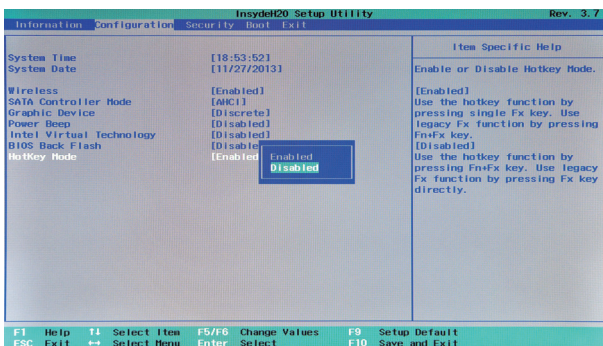 InsydeH2O Setup Utility Rev. 3.7
Information Configuration Security Boot Exit
Item Specific Help
System Time [18:53:52]
System Date [11/27/2013]
Enable or Disable Hotkey Mode.
Wireless [Enabled]
SATA Controller Mode [AHCI]
Graphic Device [Discrete]
Power Beep [Disabled]
Intel Virtual Technology [Disabled]
BIOS Back Flash [Disable
HotKey Mode [Enabled
Enabled
Disabled
[Enabled]
Use the hotkey function by
pressing single Fx key. Use
legacy Fx function by pressing
Fn+Fx key.
[Disabled]
Use the hotkey function by
pressing Fn+Fx key. Use legacy
Fx function by pressing Fx key
directly.
F1 Help ↑↓ Select Item F5/F6 Change Values F9 Setup Default
ESC Exit ↔ Select Menu Enter Select F10 Save and Exit